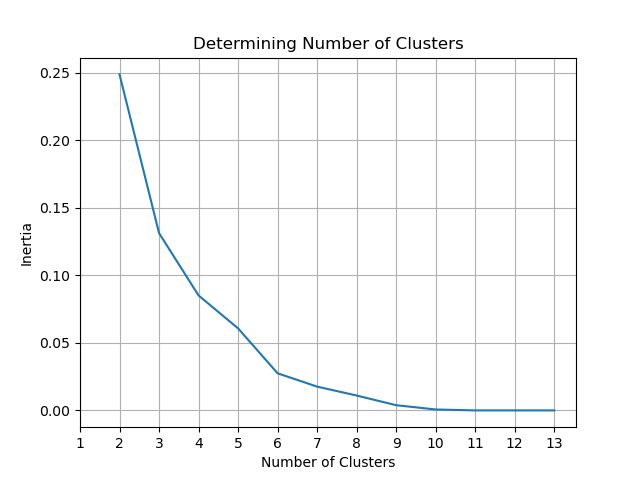 Determining Number of Clusters
0.25
0.20
0.15
0.10
0.05
0.00
Inertia
1 2 3 4 5 6 7 8 9 10 11 12 13
Number of Clusters